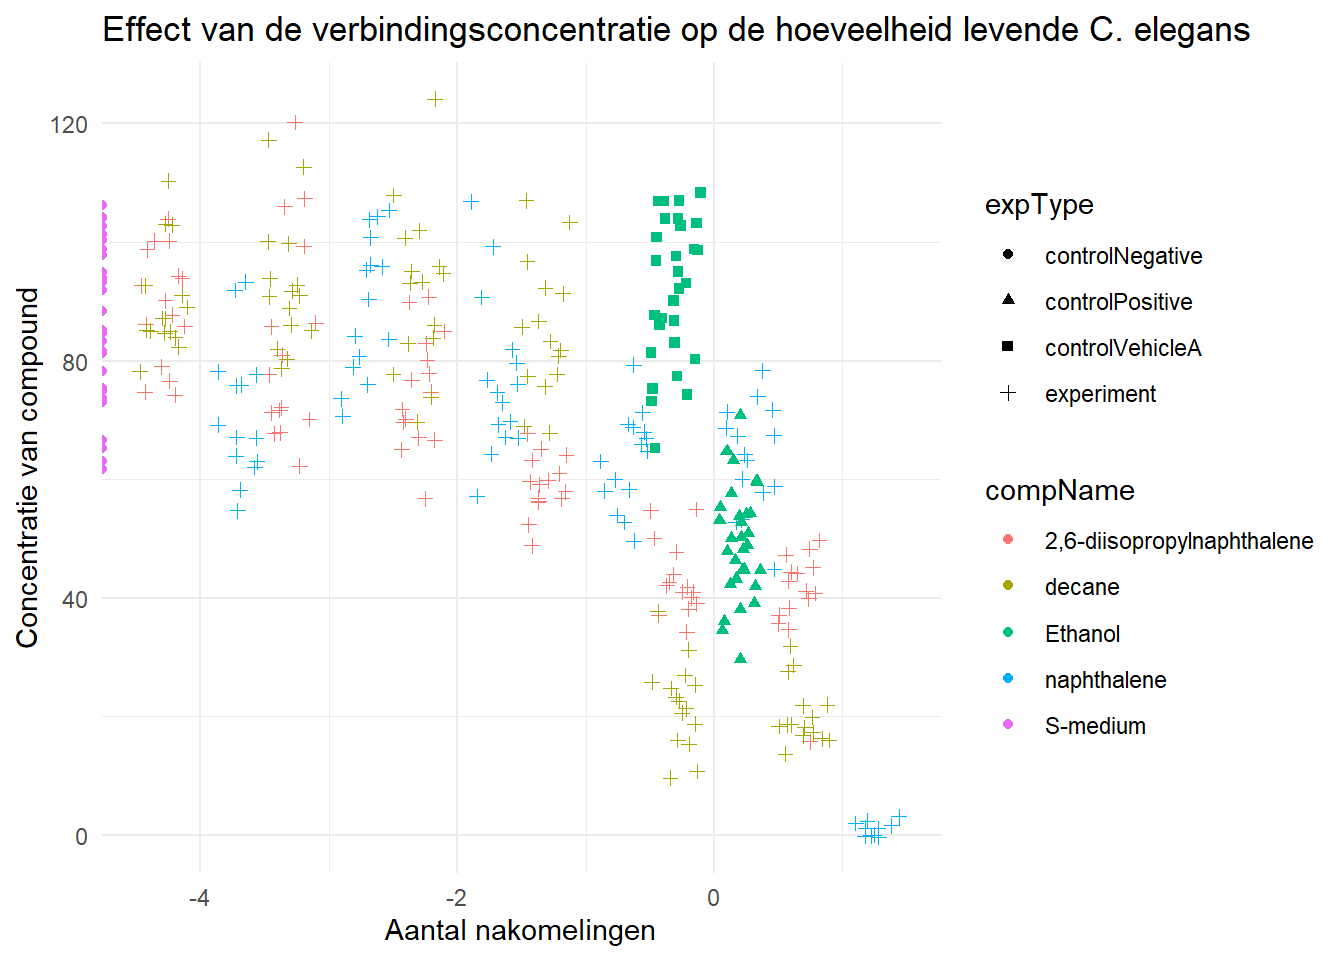 Effect van de verbindingsconcentratie op de hoeveelheid levende C. elegans
Concentratie van compound
120
80
40
0
-4
-2
0
Aantal nakomelingen
expType
controlNegative
controlPositive
controlVehicleA
experiment
compName
2,6-diisopropylnaphthalene
decane
Ethanol
naphthalene
S-medium